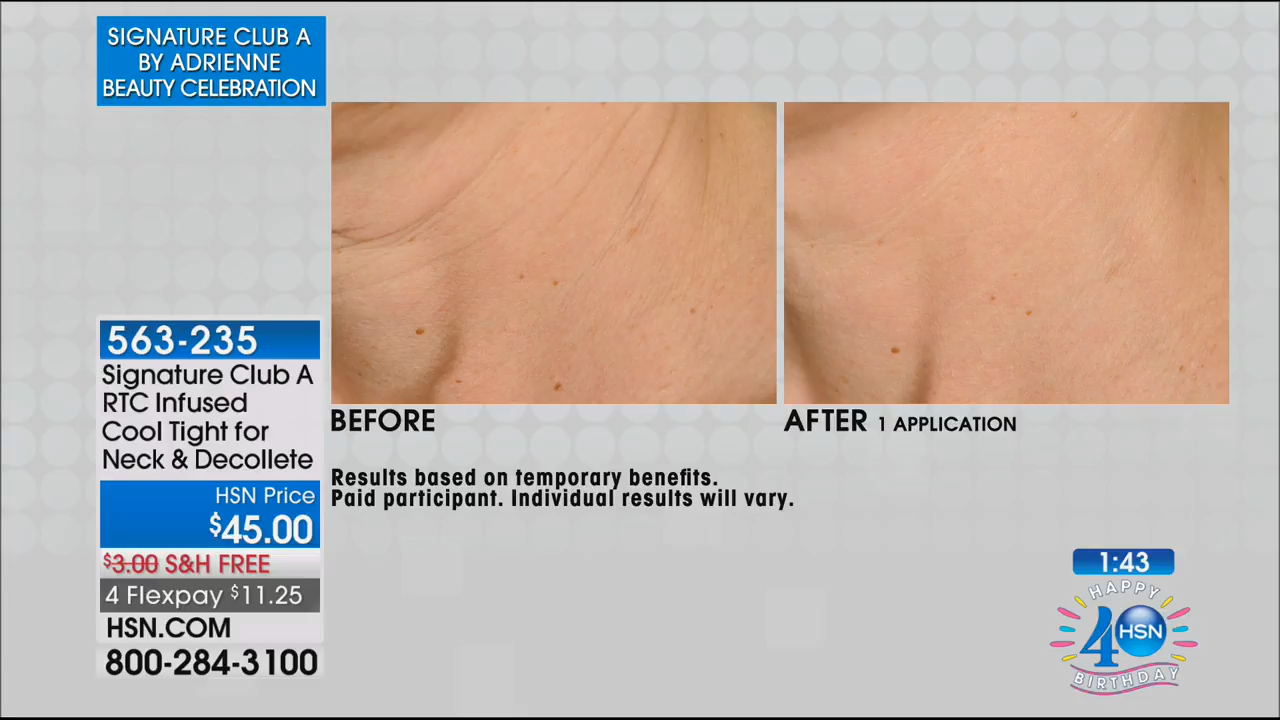 SIGNATURE CLUB A
BY ADRIENNE
BEAUTY CELEBRATION
563-235
Signature Club A
RTC Infused
Cool Tight for
Neck & Decollete
HSN Price
$45.00
$3.00 S&H FREE
4 Flexpay $11.25
HSN.COM
800-284-3100
BEFORE
AFTER 1 APPLICATION
Results based on temporary benefits.
Paid participant. Individual results will vary.
1:43
HAPPY
40 HSN
BIRTHDAY